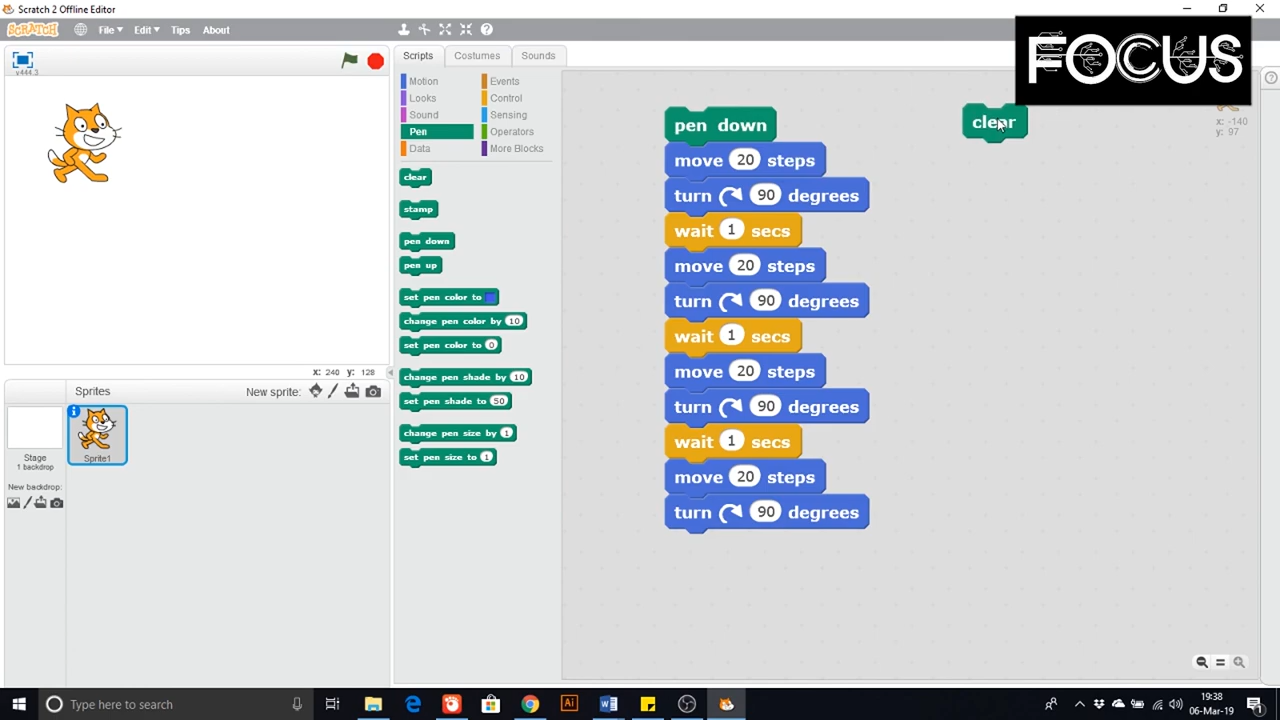 Scratch 2 Offline Editor
SCRATCH File Edit Tips About
v444.3
Scripts Costumes Sounds
FOCUS
Motion Events
Looks Control
Sound Sensing
Pen Operators
Data More Blocks
clear
stamp
pen down
pen up
set pen color to
change pen color by 10
set pen color to 0
change pen shade by 10
set pen shade to 50
change pen size by 1
set pen size to 1
pen down
move 20 steps
turn 90 degrees
wait 1 secs
move 20 steps
turn 90 degrees
wait 1 secs
move 20 steps
turn 90 degrees
wait 1 secs
move 20 steps
turn 90 degrees
clear
x: -140
y: 97
x: 240 y: 128
Sprites New sprite:
Sprite1
Stage
1 backdrop
New backdrop:
Type here to search
19:38
06-Mar-19